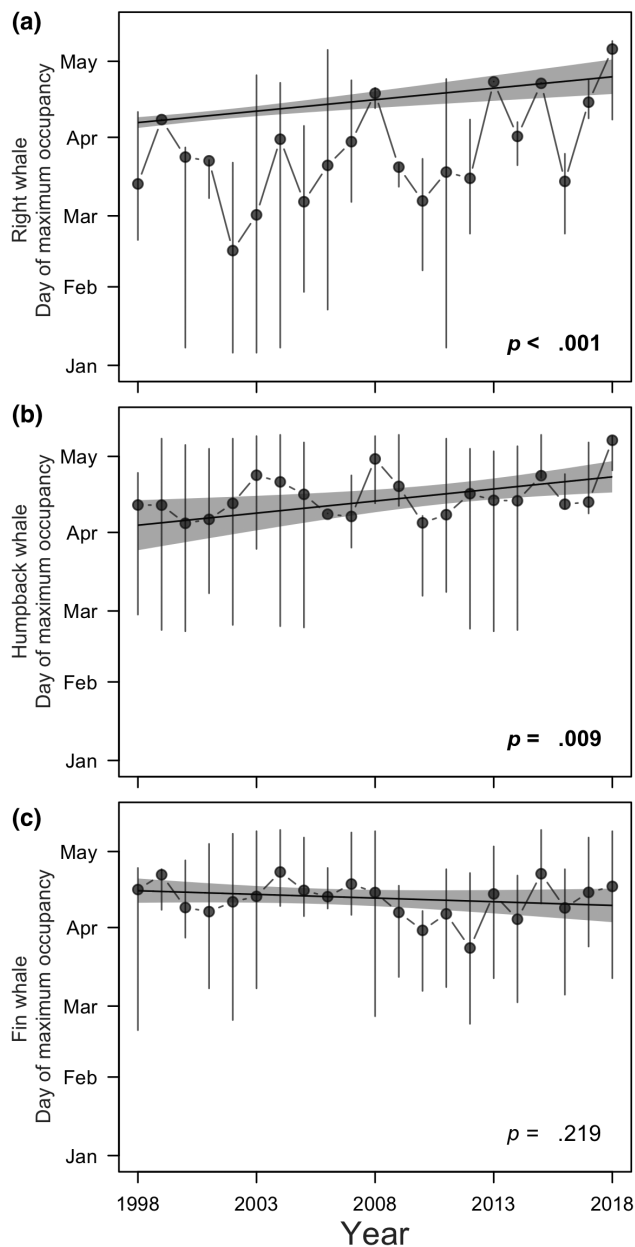 (a)
Right whale
Day of maximum occupancy
May
Apr
Mar
Feb
Jan
p < .001
(b)
Humpback whale
Day of maximum occupancy
May
Apr
Mar
Feb
Jan
p = .009
(c)
Fin whale
Day of maximum occupancy
May
Apr
Mar
Feb
Jan
p = .219
1998 2003 2008 2013 2018
Year